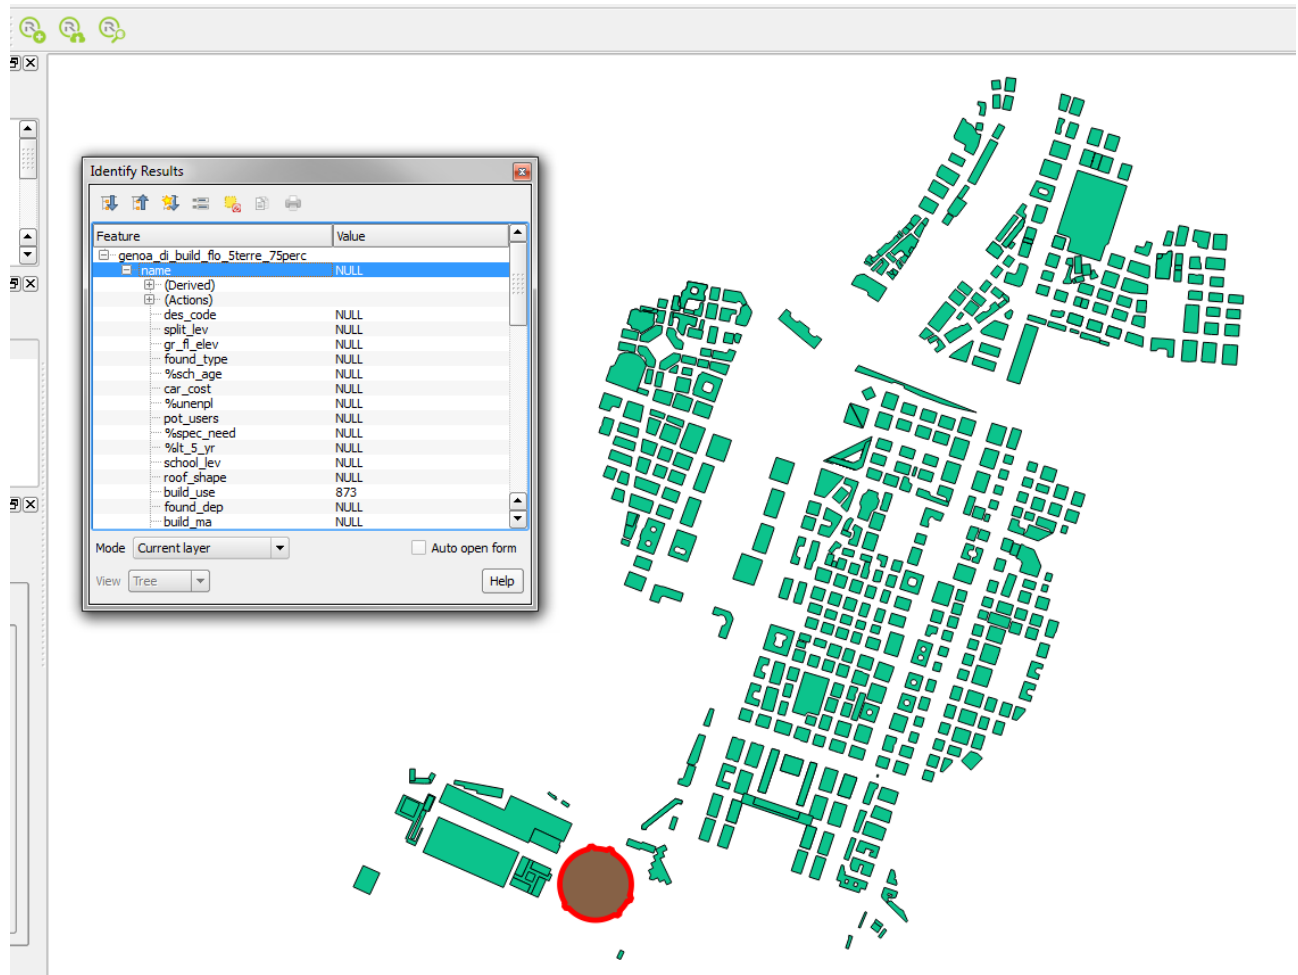 Identify Results
Feature Value
genoa_di_build_flo_5terre_75perc
name NULL
(Derived)
(Actions)
des_code NULL
split_lev NULL
gr_fl_elev NULL
found_type NULL
%sch_age NULL
car_cost NULL
%unenpl NULL
pot_users NULL
%spec_need NULL
%lt_5_yr NULL
school_lev NULL
roof_shape NULL
build_use 873
found_dep NULL
build_ma NULL
Mode Current layer Auto open form
View Tree Help